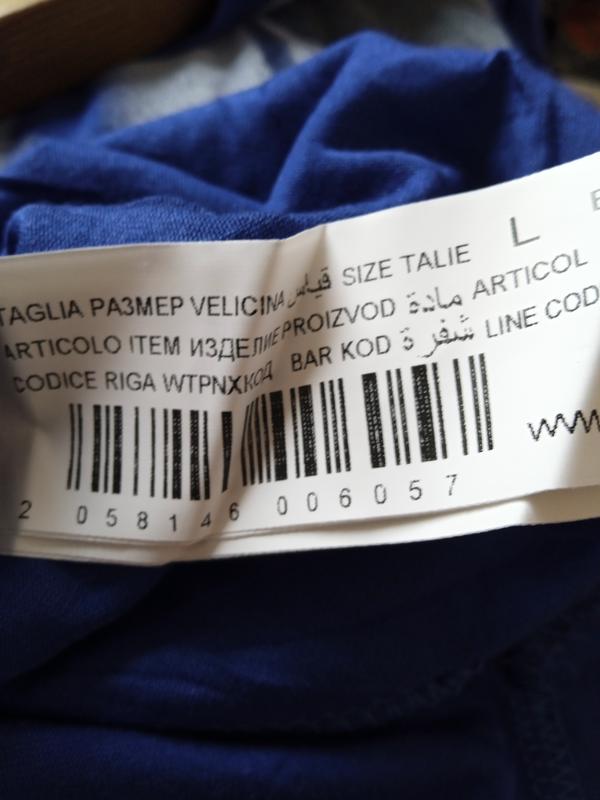 TAGLIA РАЗМЕР VELICINA قياس SIZE TALIE L
ARTICOLO ITEM ИЗДЕЛИЕ PROIZVOD مادة ARTICOL
CODICE RIGA WTPNXКОД BAR KOD شفرة LINE COD
www
2 058146 006057